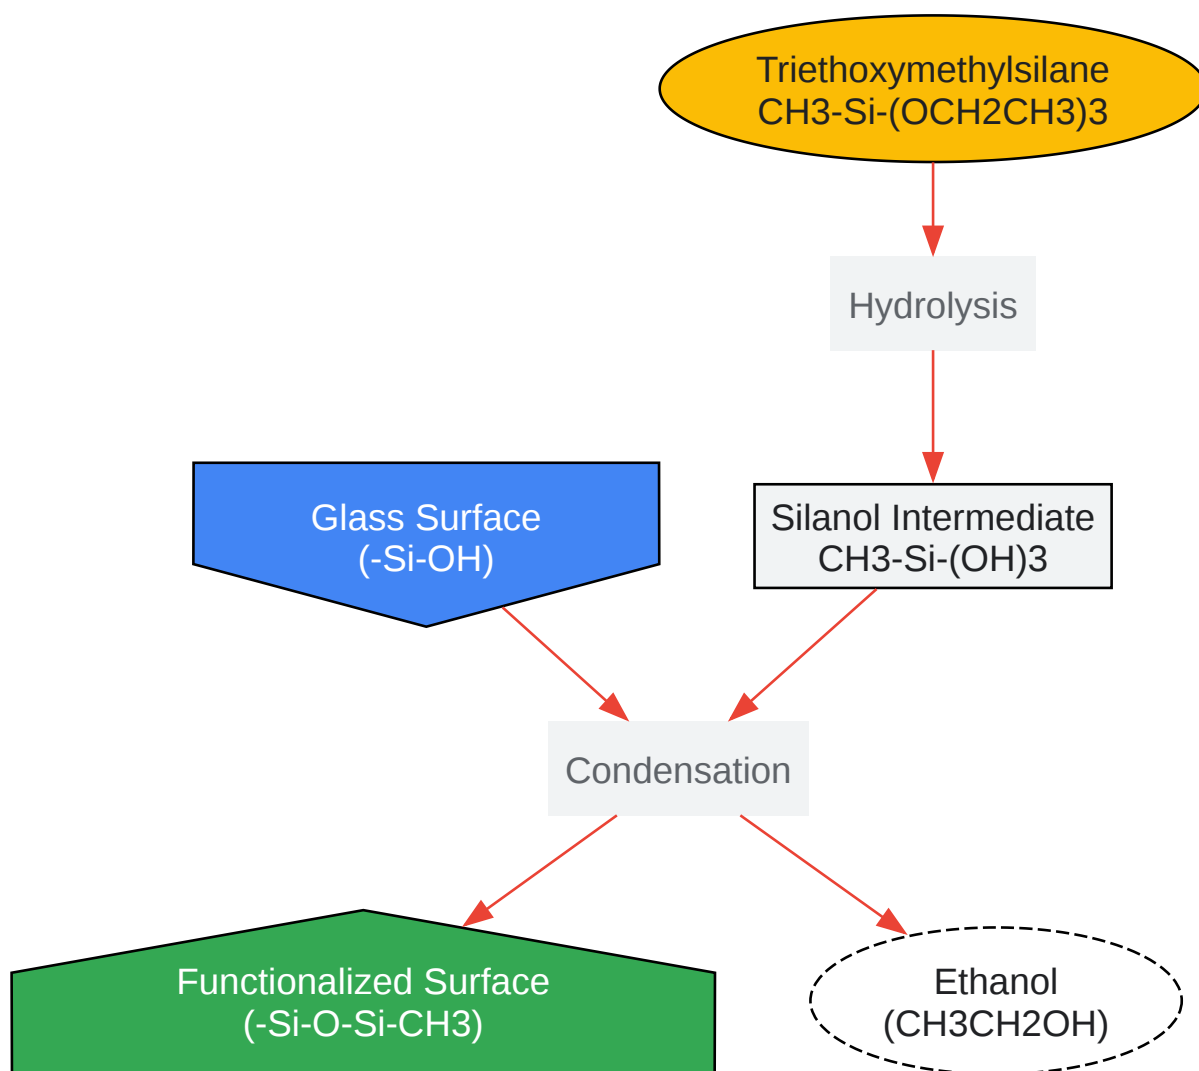 Triethoxymethylsilane
CH3-Si-(OCH2CH3)3
Hydrolysis
Glass Surface
(-Si-OH)
Silanol Intermediate
CH3-Si-(OH)3
Condensation
Functionalized Surface
(-Si-O-Si-CH3)
Ethanol
(CH3CH2OH)